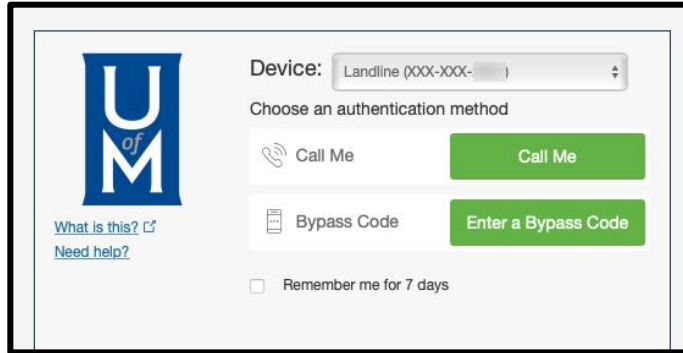 U
of
M
What is this?
Need help?
Device: Landline (XXX-XXX- )
Choose an authentication method
Call Me Call Me
Bypass Code Enter a Bypass Code
Remember me for 7 days